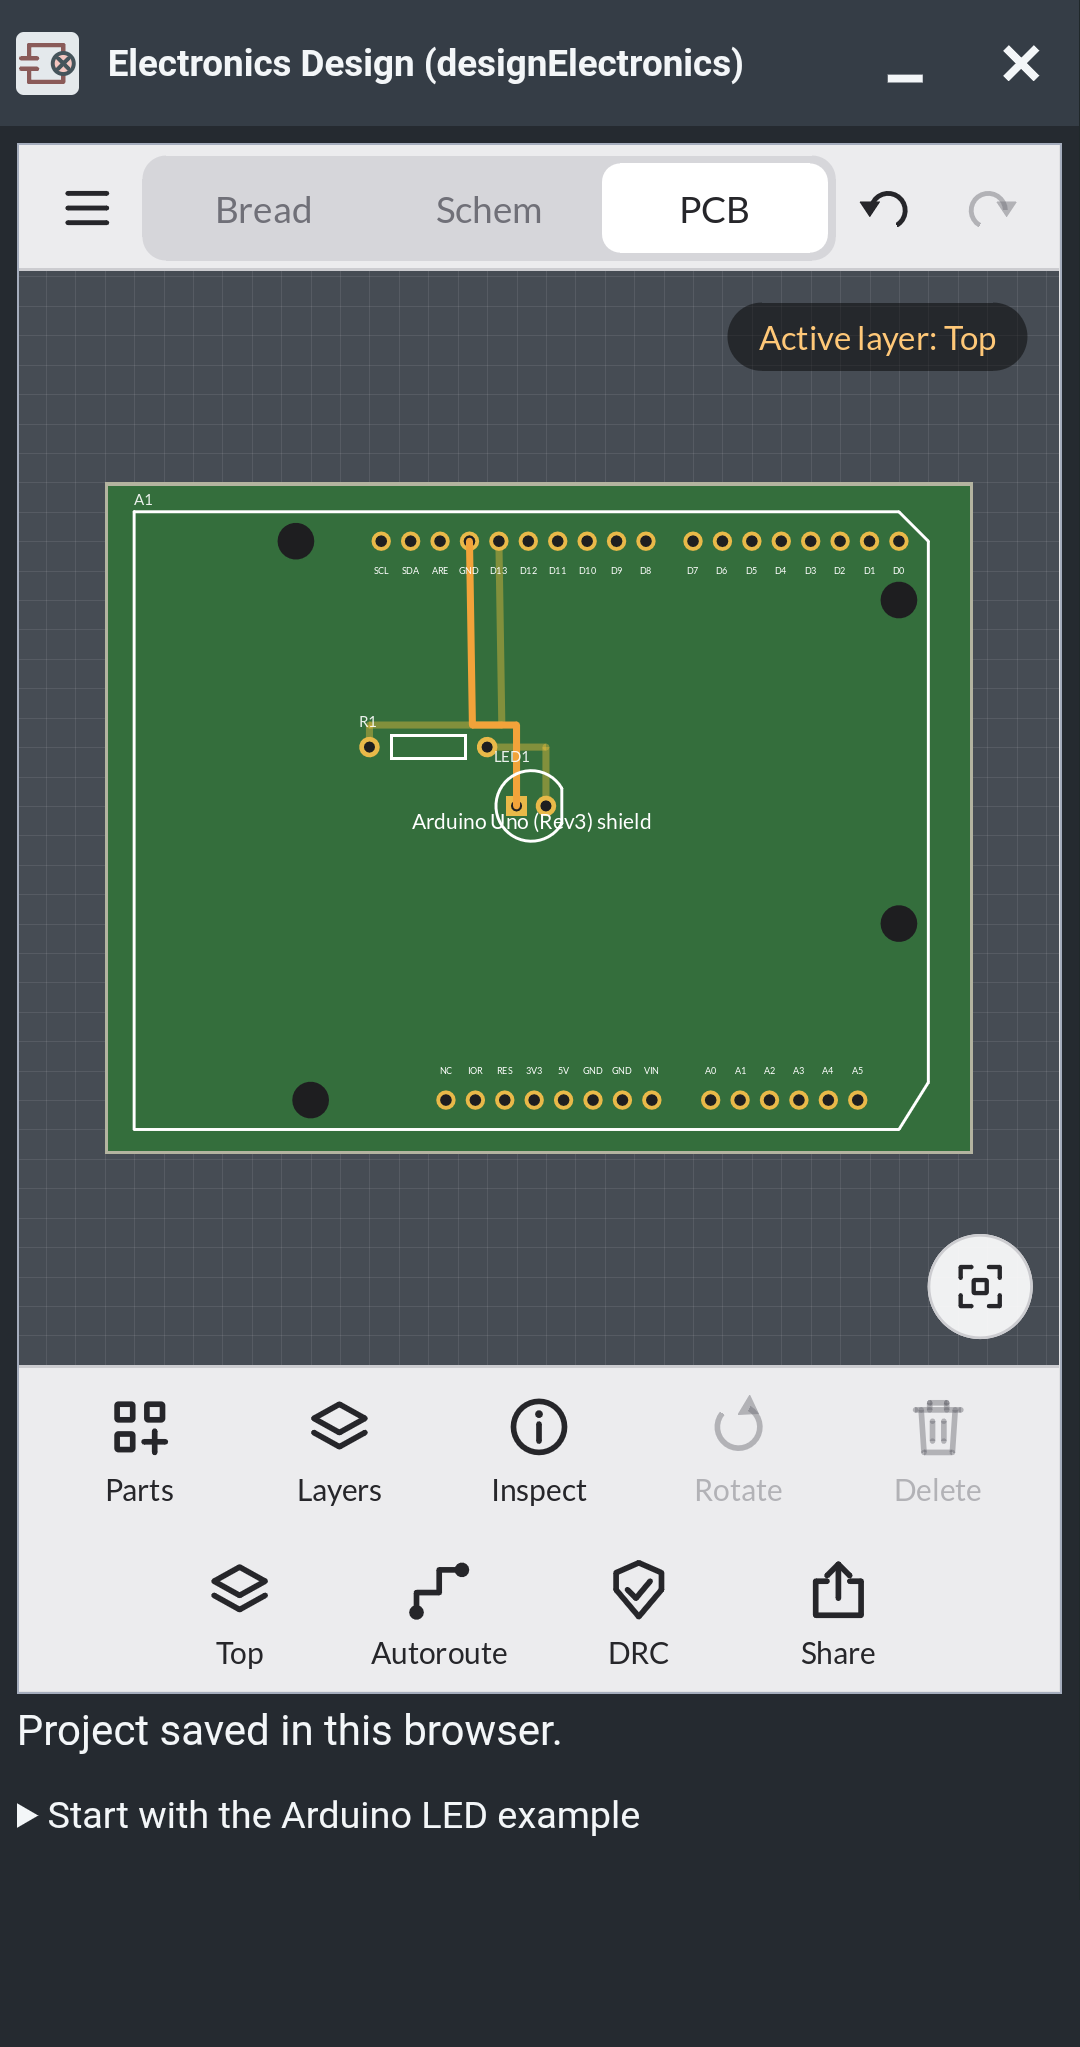 Electronics Design (designElectronics)
Bread Schem PCB
Active layer: Top
A1
SCL SDA ARE GND D13 D12 D11 D10 D9 D8 D7 D6 D5 D4 D3 D2 D1 D0
R1
LED1
Arduino Uno (Rev3) shield
NC IOR RES 3V3 5V GND GND VIN A0 A1 A2 A3 A4 A5
Parts Layers Inspect Rotate Delete
Top Autoroute DRC Share
Project saved in this browser.
Start with the Arduino LED example